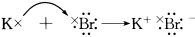 K× + ×Br: ⟶ K⁺ ×Br:⁻